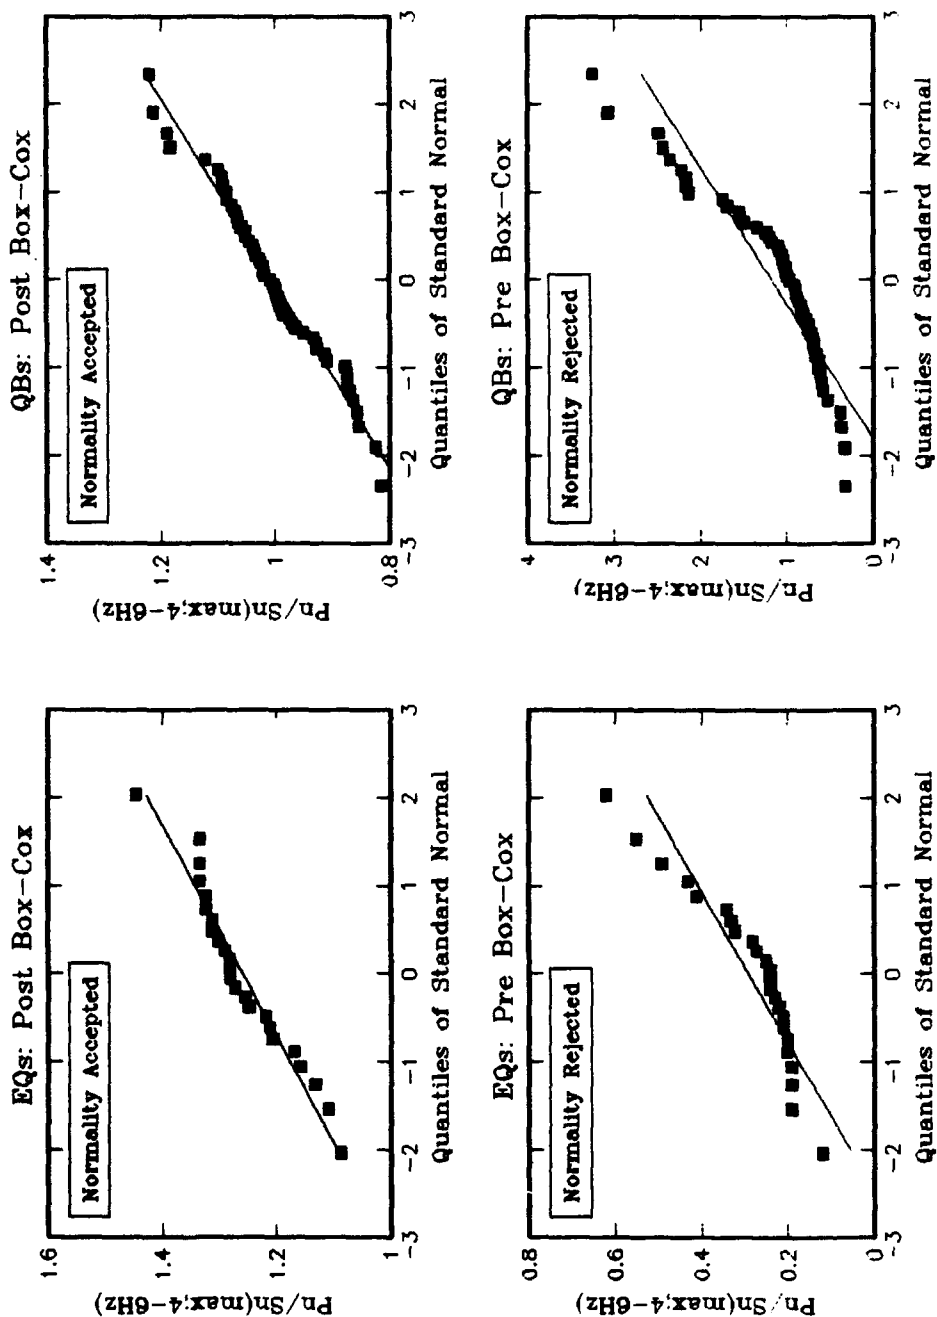 EQs: Post Box-Cox
Normality Accepted
Pn/Sn(max;4-6Hz)
1.6
1.4
1.2
1
-3 -2 -1 0 1 2 3
Quantiles of Standard Normal
QBs: Post Box-Cox
Normality Accepted
Pn/Sn(max;4-6Hz)
1.4
1.2
1
0.8
-3 -2 -1 0 1 2 3
Quantiles of Standard Normal
EQs: Pre Box-Cox
Normality Rejected
Pn/Sn(max;4-6Hz)
0.8
0.6
0.4
0.2
0
-3 -2 -1 0 1 2 3
Quantiles of Standard Normal
QBs: Pre Box-Cox
Normality Rejected
Pn/Sn(max;4-6Hz)
4
3
2
1
0
-3 -2 -1 0 1 2 3
Quantiles of Standard Normal